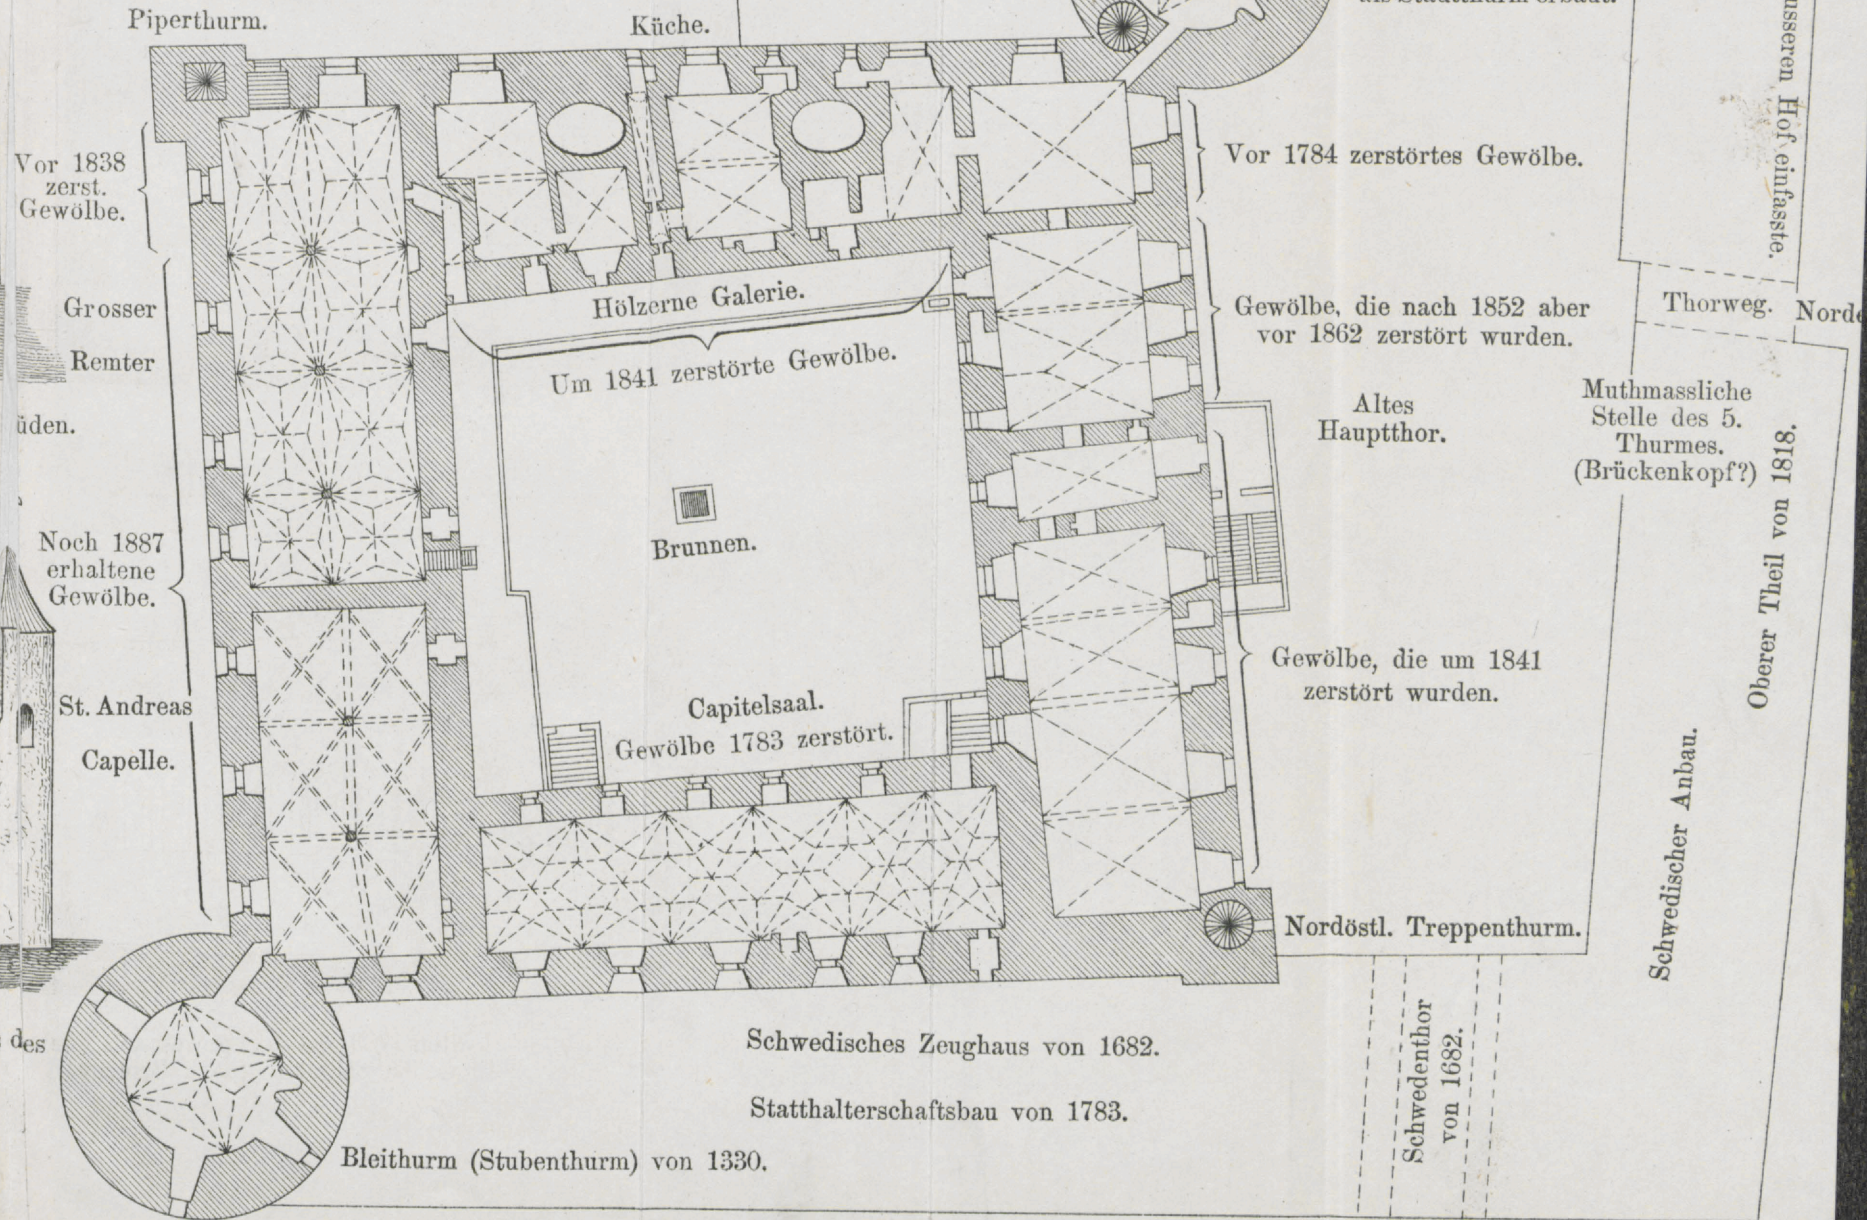 Piperthurm.
Küche.
Vor 1838
zerst.
Gewölbe.
Grosser
Remter
üden.
Noch 1887
erhaltene
Gewölbe.
St. Andreas
Capelle.
des
Hölzerne Galerie.
Um 1841 zerstörte Gewölbe.
Brunnen.
Capitelsaal.
Gewölbe 1783 zerstört.
Vor 1784 zerstörtes Gewölbe.
Gewölbe, die nach 1852 aber
vor 1862 zerstört wurden.
Altes
Hauptthor.
Gewölbe, die um 1841
zerstört wurden.
Nordöstl. Treppenthurm.
usseren Hof einfasste.
Thorweg.
Norde
Muthmassliche
Stelle des 5.
Thurmes.
(Brückenkopf?)
Oberer Theil von 1818.
Schwedischer Anbau.
Schwedenthor
von 1682.
Schwedisches Zeughaus von 1682.
Statthalterschaftsbau von 1783.
Bleithurm (Stubenthurm) von 1330.